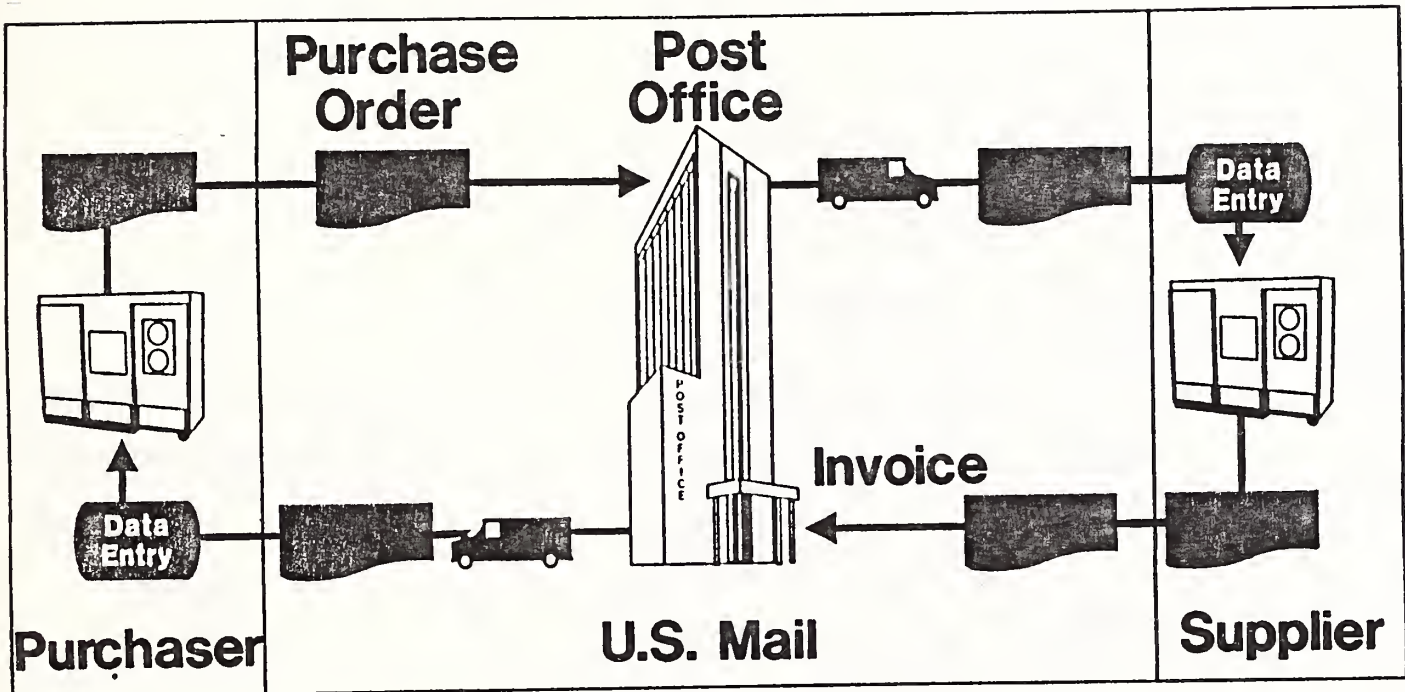 Purchase
Order
Post
Office
Data
Entry
POST OFFICE
Invoice
Data
Entry
Purchaser
U.S. Mail
Supplier